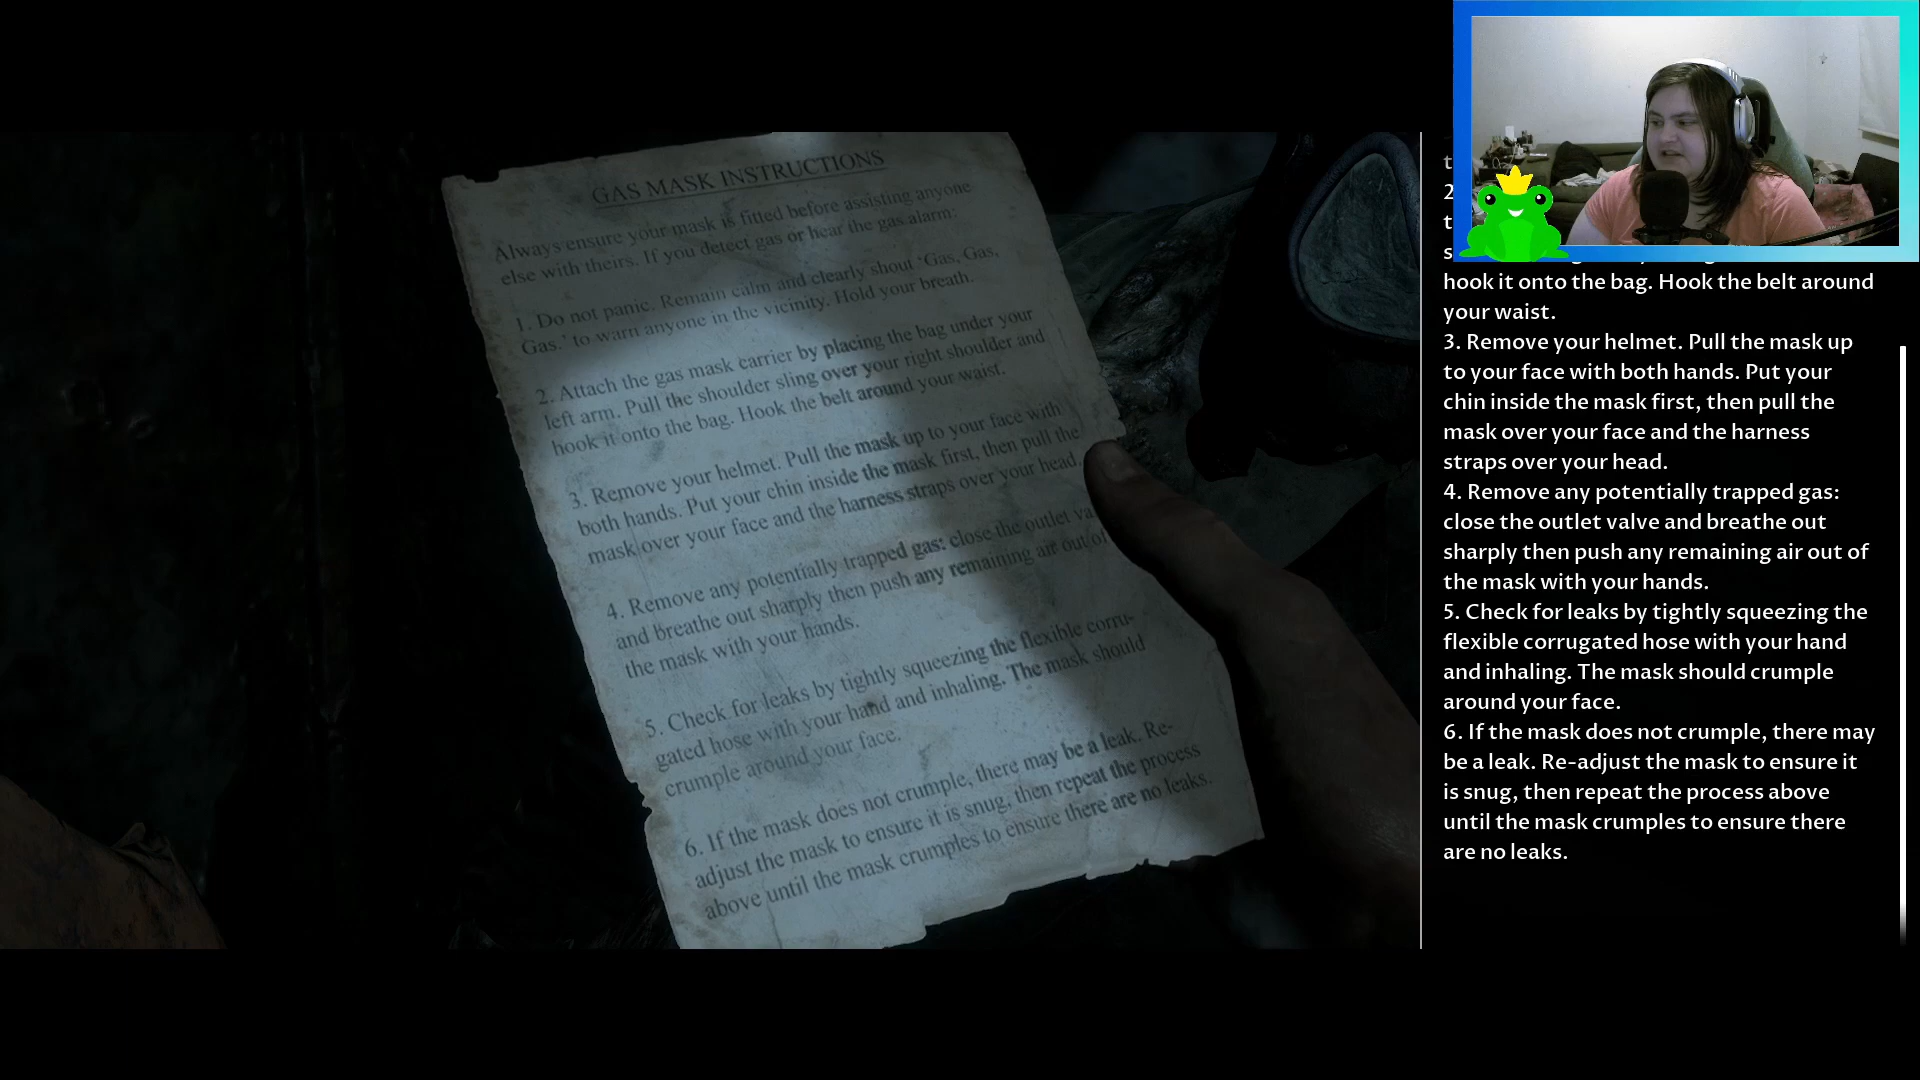 GAS MASK INSTRUCTIONS
Always ensure your mask is fitted before assisting anyone
else with theirs. If you detect gas or hear the gas alarm:
1. Do not panic. Remain calm and clearly shout ‘Gas, Gas,
Gas.’ to warn anyone in the vicinity. Hold your breath.
2. Attach the gas mask carrier by placing the bag under your
left arm. Pull the shoulder sling over your right shoulder and
hook it onto the bag. Hook the belt around your waist.
3. Remove your helmet. Pull the mask up to your face with
both hands. Put your chin inside the mask first, then pull the
mask over your face and the harness straps over your head.
4. Remove any potentially trapped gas: close the outlet va
and breathe out sharply then push any remaining air out of
the mask with your hands.
5. Check for leaks by tightly squeezing the flexible corru-
gated hose with your hand and inhaling. The mask should
crumple around your face.
6. If the mask does not crumple, there may be a leak. Re-
adjust the mask to ensure it is snug, then repeat the process
above until the mask crumples to ensure there are no leaks.
hook it onto the bag. Hook the belt around
your waist.
3. Remove your helmet. Pull the mask up
to your face with both hands. Put your
chin inside the mask first, then pull the
mask over your face and the harness
straps over your head.
4. Remove any potentially trapped gas:
close the outlet valve and breathe out
sharply then push any remaining air out of
the mask with your hands.
5. Check for leaks by tightly squeezing the
flexible corrugated hose with your hand
and inhaling. The mask should crumple
around your face.
6. If the mask does not crumple, there may
be a leak. Re-adjust the mask to ensure it
is snug, then repeat the process above
until the mask crumples to ensure there
are no leaks.